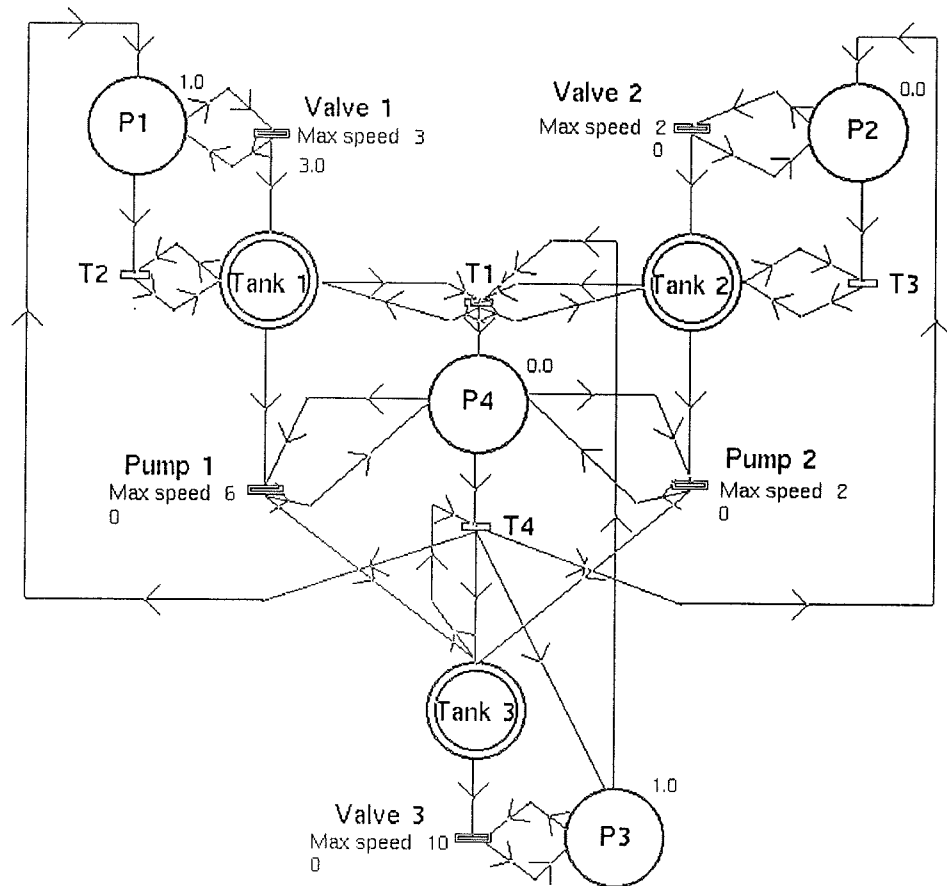 1.0
P1
Valve 1
Max speed 3
3.0
Valve 2
Max speed 2
0
0.0
P2
T2
Tank 1
T1
Tank 2
T3
0.0
P4
Pump 1
Max speed 6
0
Pump 2
Max speed 2
0
T4
Tank 3
1.0
Valve 3
Max speed 10
0
P3